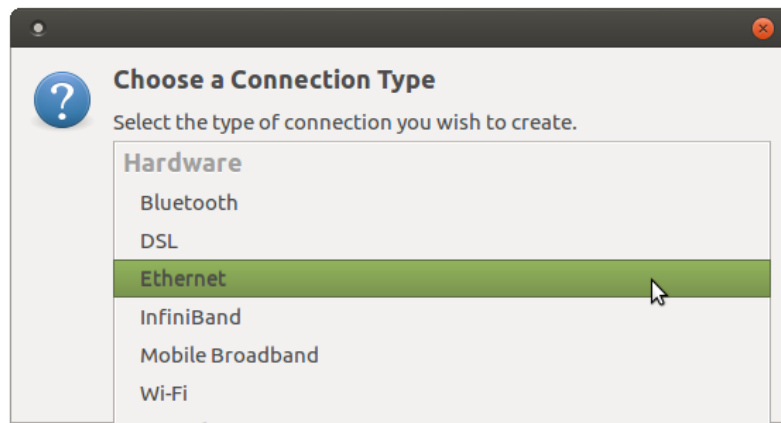 Choose a Connection Type
Select the type of connection you wish to create.
Hardware
Bluetooth
DSL
Ethernet
InfiniBand
Mobile Broadband
Wi-Fi